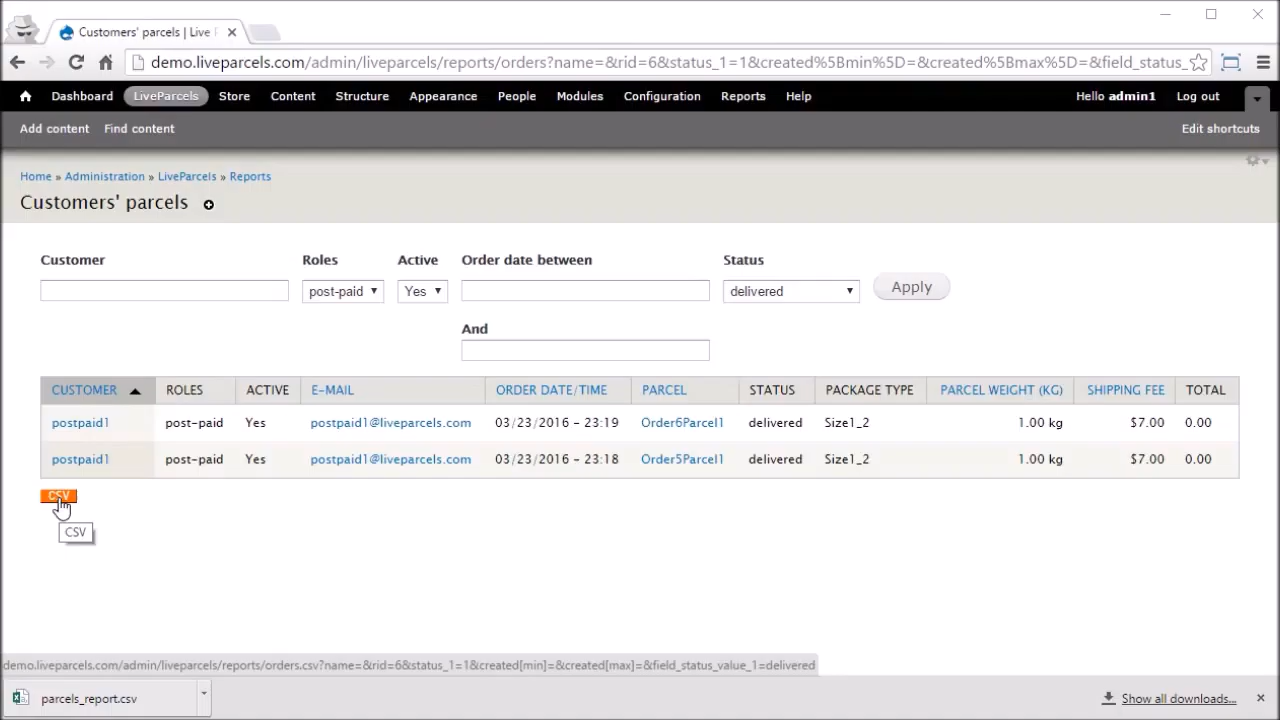 Customers' parcels | Live F
demo.liveparcels.com/admin/liveparcels/reports/orders?name=&rid=6&status_1=1&created%5Bmin%5D=&created%5Bmax%5D=&field_status_
Dashboard LiveParcels Store Content Structure Appearance People Modules Configuration Reports Help Hello admin1 Log out
Add content Find content Edit shortcuts
Home » Administration » LiveParcels » Reports
Customers' parcels
Customer Roles Active Order date between Status
post-paid Yes delivered Apply
And
CUSTOMER ROLES ACTIVE E-MAIL ORDER DATE/TIME PARCEL STATUS PACKAGE TYPE PARCEL WEIGHT (KG) SHIPPING FEE TOTAL
postpaid1 post-paid Yes postpaid1@liveparcels.com 03/23/2016 - 23:19 Order6Parcel1 delivered Size1_2 1.00 kg $7.00 0.00
postpaid1 post-paid Yes postpaid1@liveparcels.com 03/23/2016 - 23:18 Order5Parcel1 delivered Size1_2 1.00 kg $7.00 0.00
CSV
CSV
demo.liveparcels.com/admin/liveparcels/reports/orders.csv?name=&rid=6&status_1=1&created[min]=&created[max]=&field_status_value_1=delivered
parcels_report.csv Show all downloads...